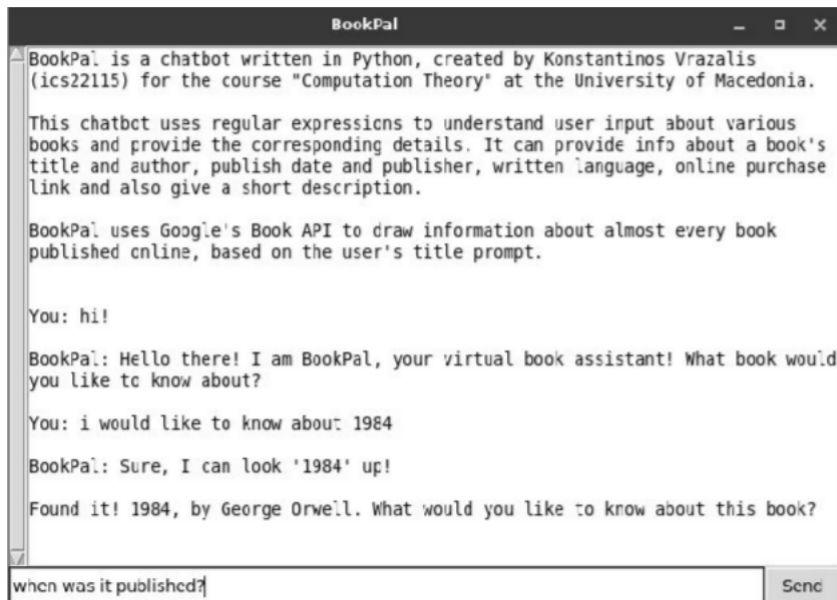 BookPal
BookPal is a chatbot written in Python, created by Konstantinos Vrazalis
(ics22115) for the course "Computation Theory" at the University of Macedonia.
This chatbot uses regular expressions to understand user input about various
books and provide the corresponding details. It can provide info about a book's
title and author, publish date and publisher, written language, online purchase
link and also give a short description.
BookPal uses Google's Book API to draw information about almost every book
published online, based on the user's title prompt.
You: hi!
BookPal: Hello there! I am BookPal, your virtual book assistant! What book would
you like to know about?
You: i would like to know about 1984
BookPal: Sure, I can look '1984' up!
Found it! 1984, by George Orwell. What would you like to know about this book?
when was it published?
Send